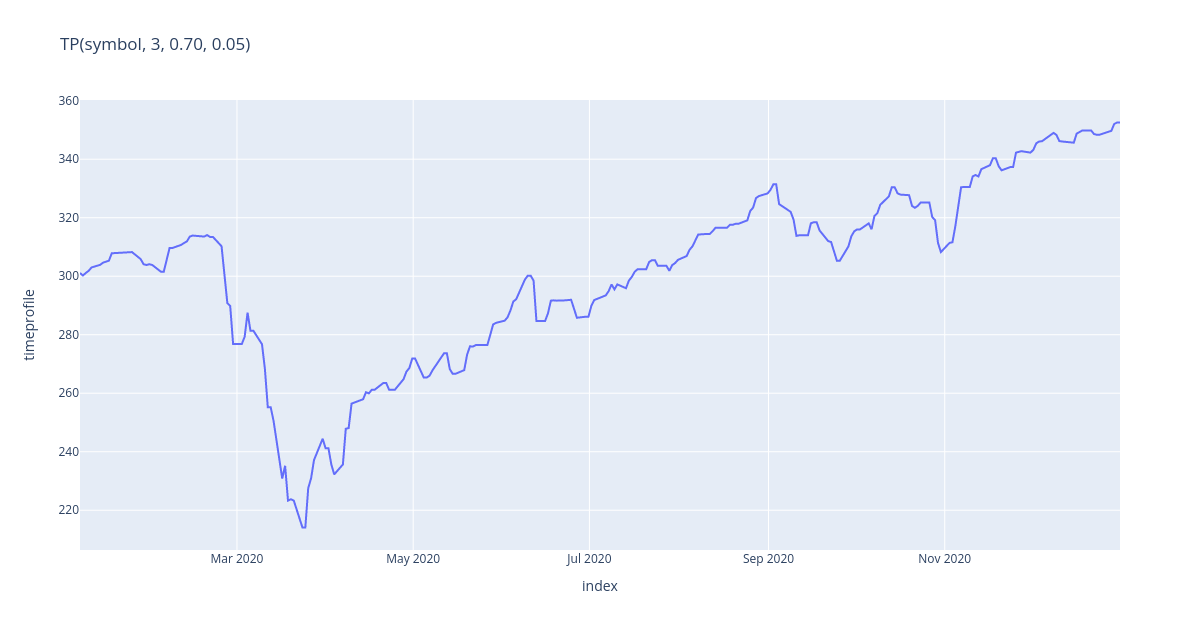 TP(symbol, 3, 0.70, 0.05)
360
340
320
300
280
260
240
220
timeprofile
Mar 2020
May 2020
Jul 2020
Sep 2020
Nov 2020
index